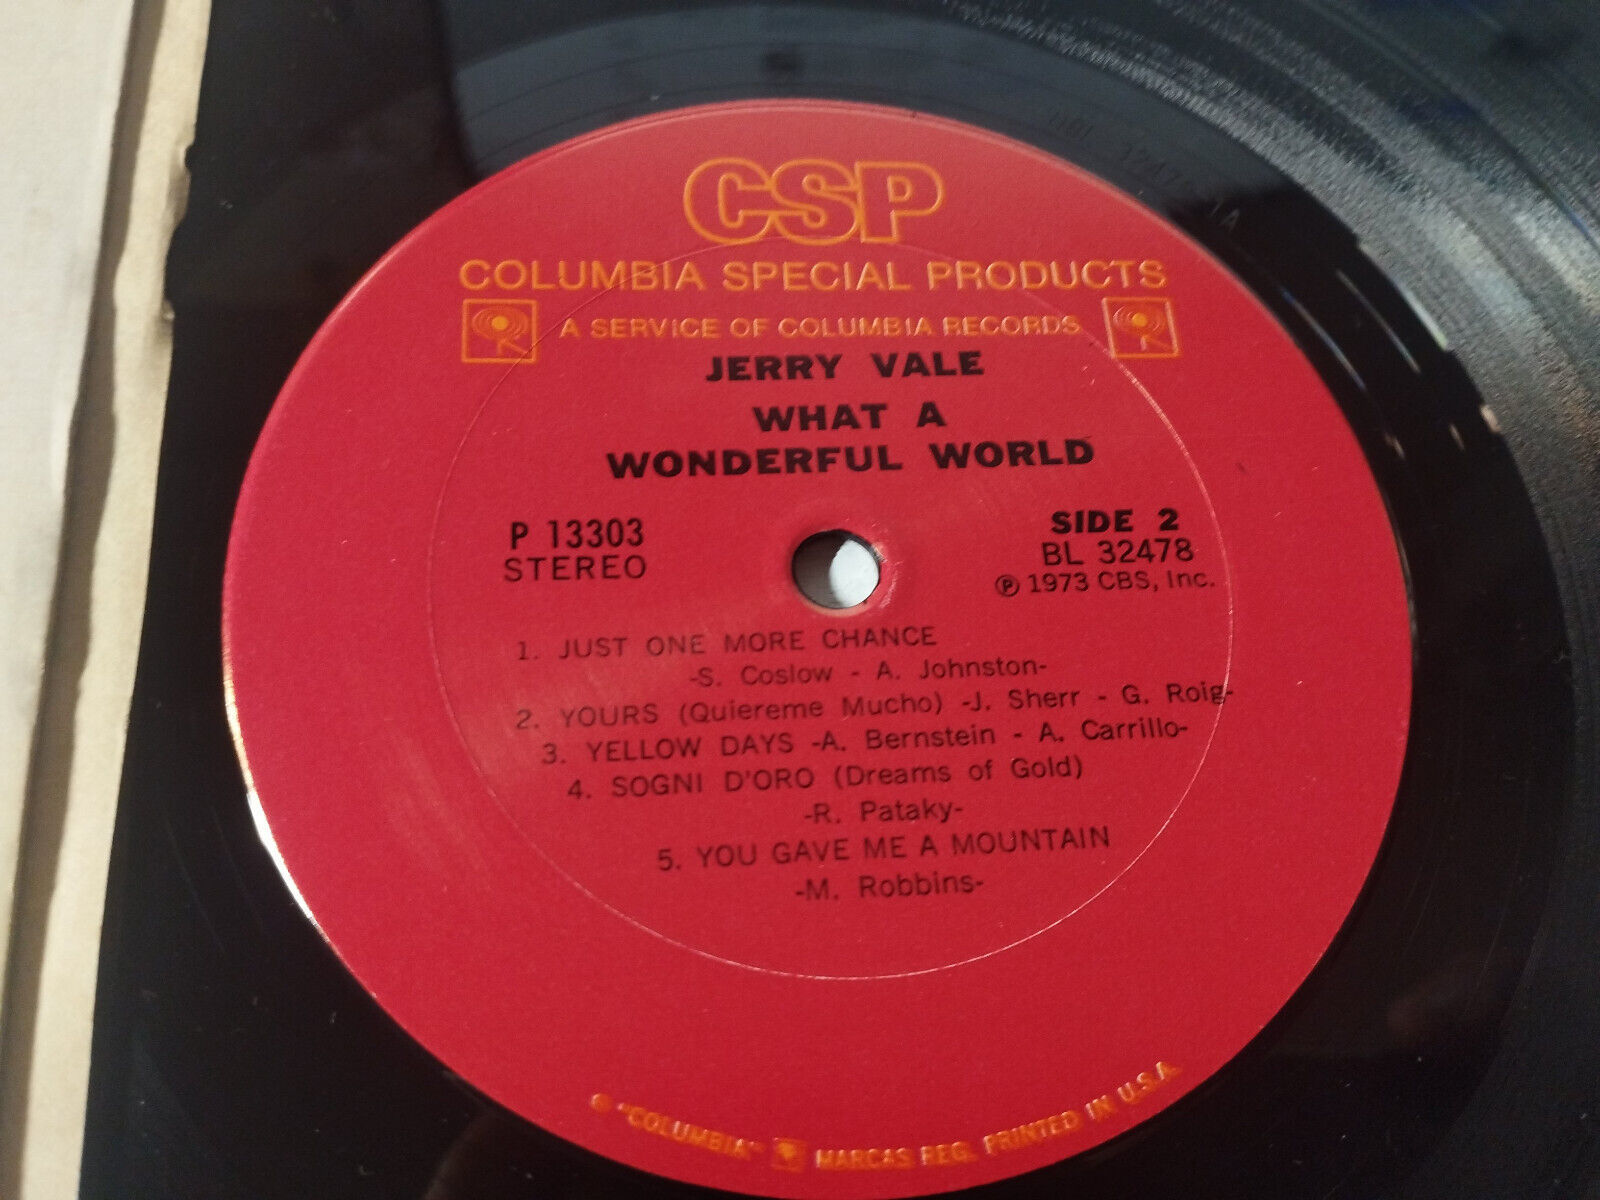 CSP
COLUMBIA SPECIAL PRODUCTS
A SERVICE OF COLUMBIA RECORDS
JERRY VALE
WHAT A
WONDERFUL WORLD
P 13303
STEREO
SIDE 2
BL 32478
Ⓟ 1973 CBS, Inc.
1. JUST ONE MORE CHANCE
-S. Coslow - A. Johnston-
2. YOURS (Quiereme Mucho) -J. Sherr - G. Roig-
3. YELLOW DAYS -A. Bernstein - A. Carrillo-
4. SOGNI D'ORO (Dreams of Gold)
-R. Pataky-
5. YOU GAVE ME A MOUNTAIN
-M. Robbins-
"COLUMBIA" MARCAS REG. PRINTED IN U.S.A.